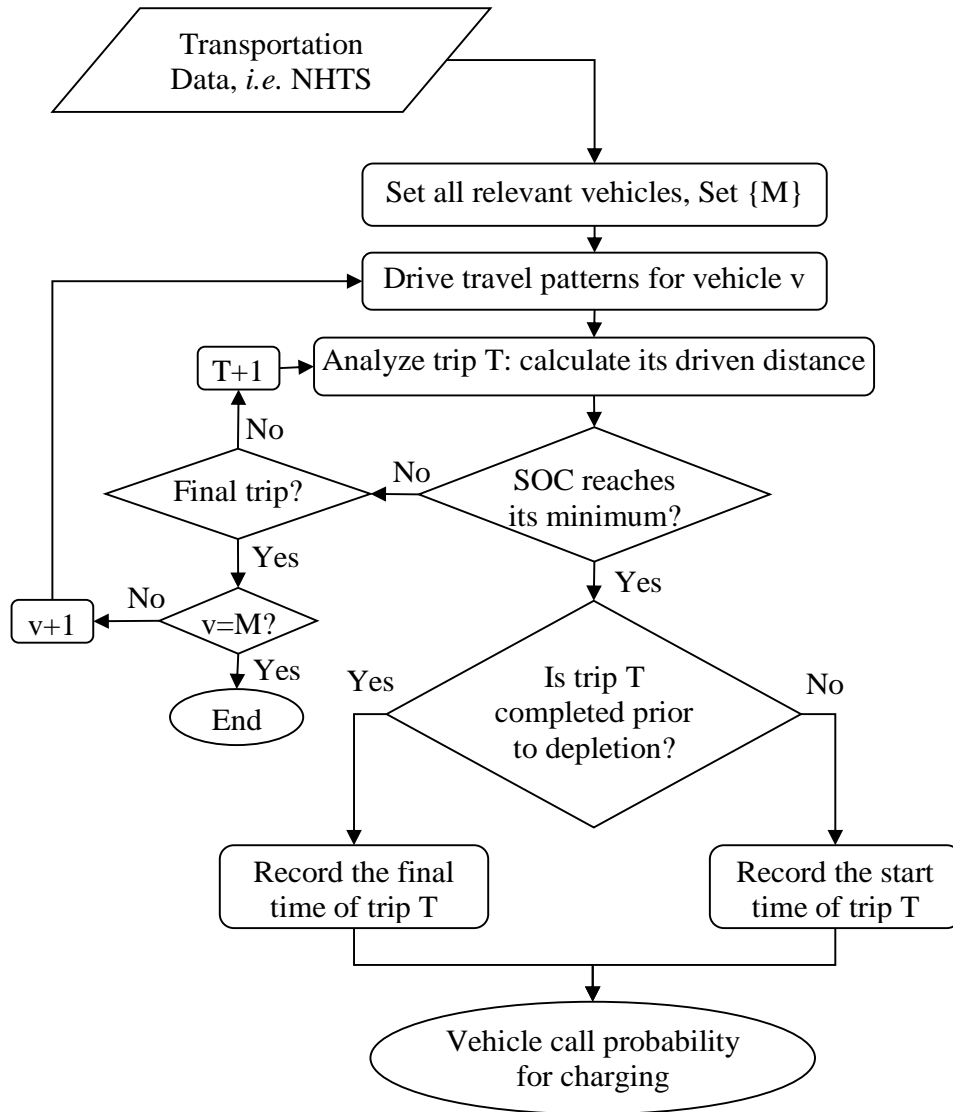 Transportation
Data, i.e. NHTS
Set all relevant vehicles, Set {M}
Drive travel patterns for vehicle v
T+1
Analyze trip T: calculate its driven distance
No
No
Final trip?
SOC reaches
its minimum?
Yes
Yes
No
v+1
v=M?
Yes
End
Yes
Is trip T
completed prior
to depletion?
No
Record the final
time of trip T
Record the start
time of trip T
Vehicle call probability
for charging